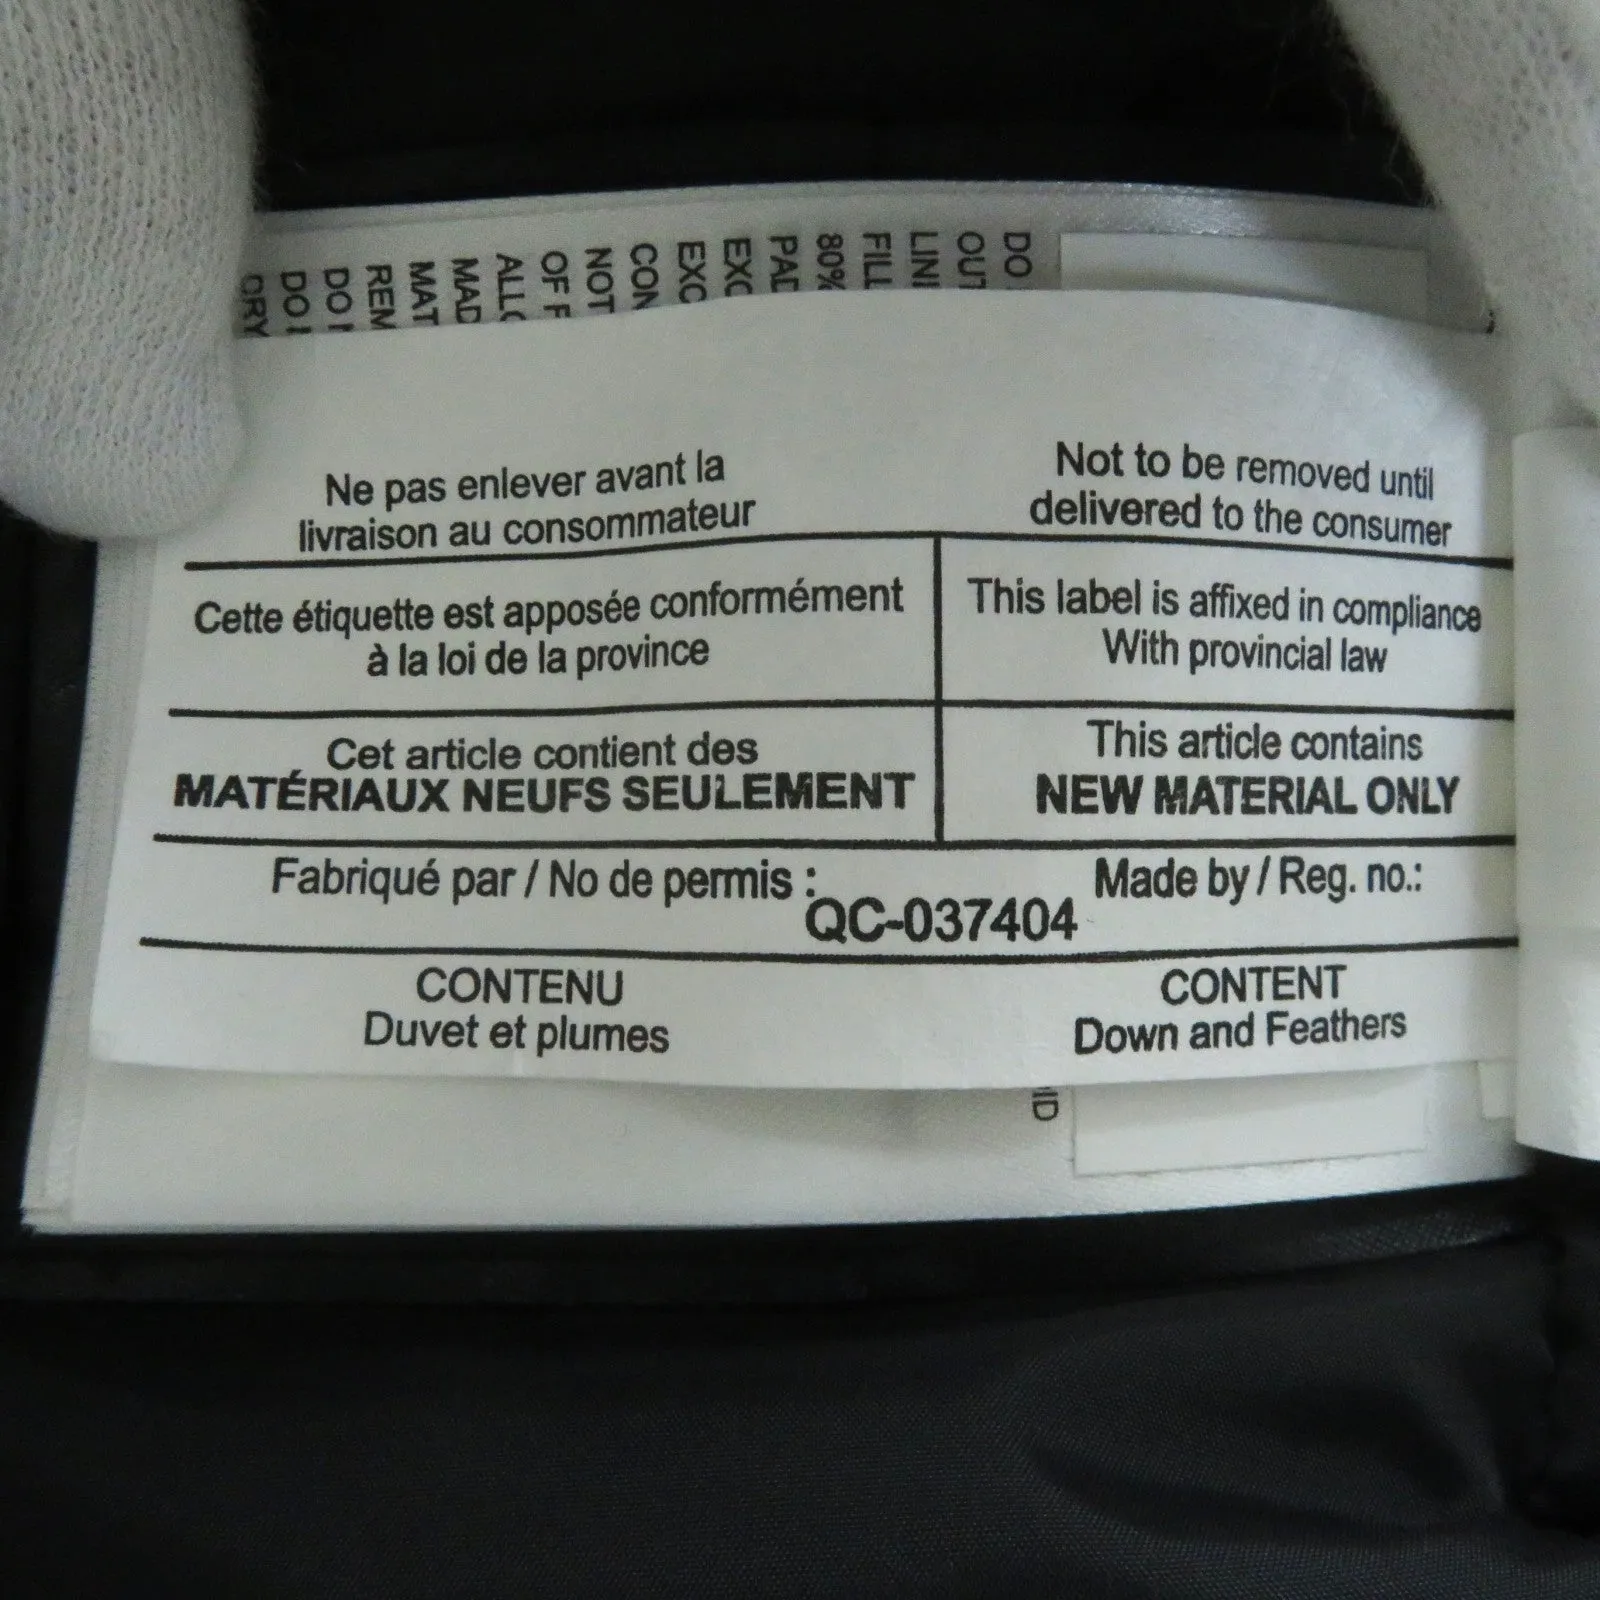 DO
80%
NOT
Ne pas enlever avant la
livraison au consommateur
Not to be removed until
delivered to the consumer
Cette étiquette est apposée conformément
à la loi de la province
This label is affixed in compliance
With provincial law
Cet article contient des
MATÉRIAUX NEUFS SEULEMENT
This article contains
NEW MATERIAL ONLY
Fabriqué par / No de permis :
Made by / Reg. no.:
QC-037404
CONTENU
Duvet et plumes
CONTENT
Down and Feathers